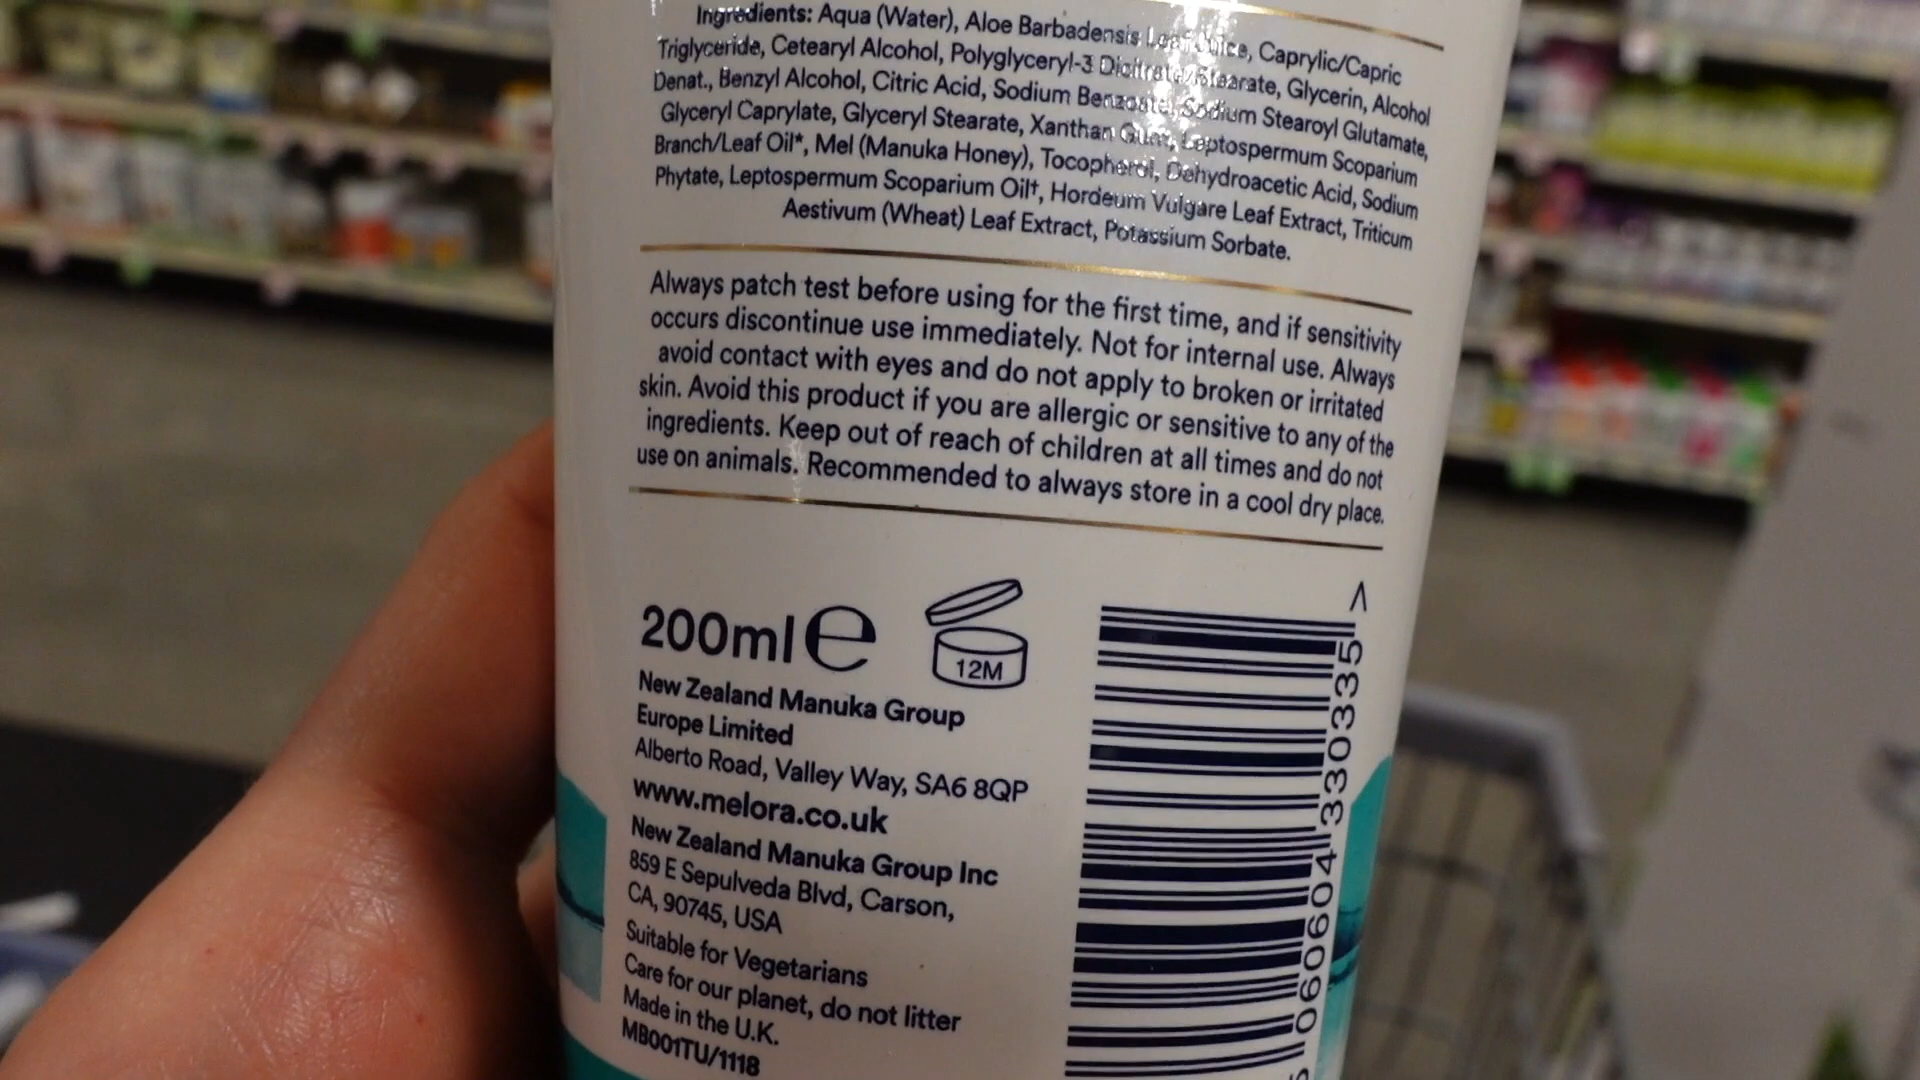 Ingredients: Aqua (Water), Aloe Barbadensis Leaf Juice, Caprylic/Capric
Triglyceride, Cetearyl Alcohol, Polyglyceryl-3 Dicitrate/Stearate, Glycerin, Alcohol
Denat., Benzyl Alcohol, Citric Acid, Sodium Benzoate, Sodium Stearoyl Glutamate,
Glyceryl Caprylate, Glyceryl Stearate, Xanthan Gum, Leptospermum Scoparium
Branch/Leaf Oil*, Mel (Manuka Honey), Tocopherol, Dehydroacetic Acid, Sodium
Phytate, Leptospermum Scoparium Oil†, Hordeum Vulgare Leaf Extract, Triticum
Aestivum (Wheat) Leaf Extract, Potassium Sorbate.
Always patch test before using for the first time, and if sensitivity
occurs discontinue use immediately. Not for internal use. Always
avoid contact with eyes and do not apply to broken or irritated
skin. Avoid this product if you are allergic or sensitive to any of the
ingredients. Keep out of reach of children at all times and do not
use on animals. Recommended to always store in a cool dry place.
200ml e
12M
New Zealand Manuka Group
Europe Limited
Alberto Road, Valley Way, SA6 8QP
www.melora.co.uk
New Zealand Manuka Group Inc
859 E Sepulveda Blvd, Carson,
CA, 90745, USA
Suitable for Vegetarians
Care for our planet, do not litter
Made in the U.K.
MB001TU/1118
060604 330335 >